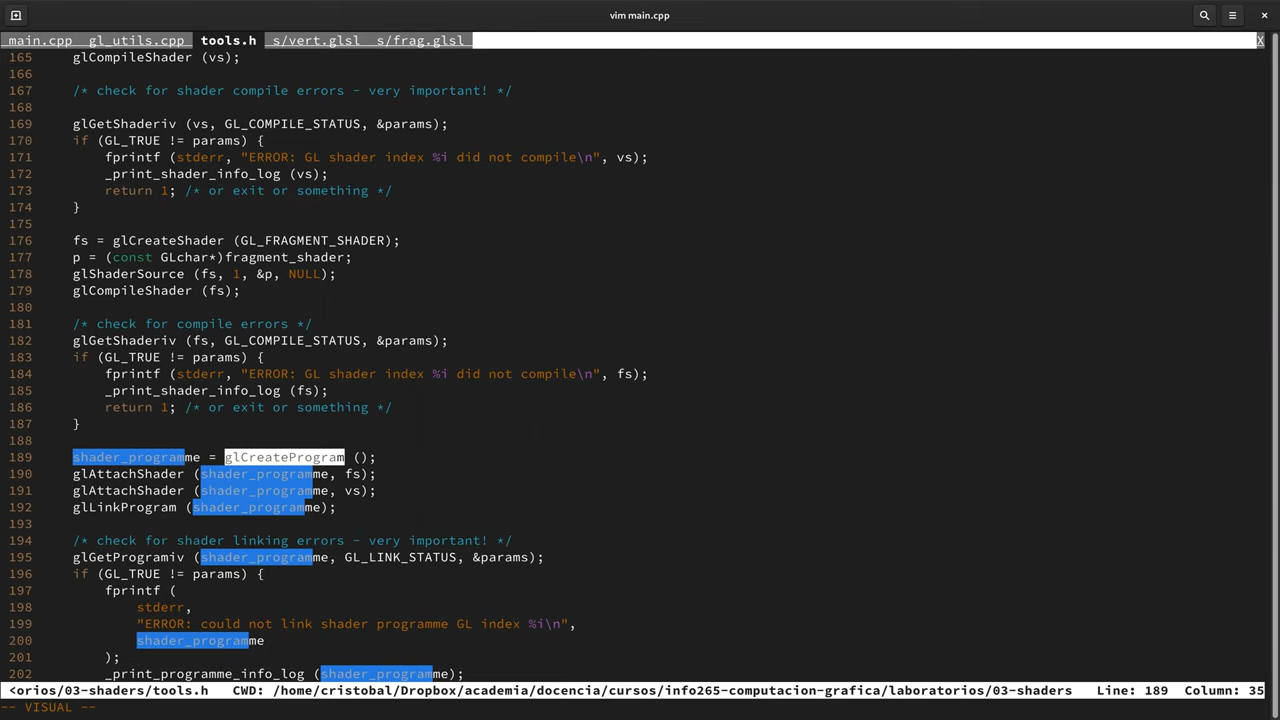 vim main.cpp
main.cpp gl_utils.cpp tools.h s/vert.glsl s/frag.glsl X
165 glCompileShader (vs);
166
167 /* check for shader compile errors - very important! */
168
169 glGetShaderiv (vs, GL_COMPILE_STATUS, &params);
170 if (GL_TRUE != params) {
171 fprintf (stderr, "ERROR: GL shader index %i did not compile\n", vs);
172 _print_shader_info_log (vs);
173 return 1; /* or exit or something */
174 }
175
176 fs = glCreateShader (GL_FRAGMENT_SHADER);
177 p = (const GLchar*)fragment_shader;
178 glShaderSource (fs, 1, &p, NULL);
179 glCompileShader (fs);
180
181 /* check for compile errors */
182 glGetShaderiv (fs, GL_COMPILE_STATUS, &params);
183 if (GL_TRUE != params) {
184 fprintf (stderr, "ERROR: GL shader index %i did not compile\n", fs);
185 _print_shader_info_log (fs);
186 return 1; /* or exit or something */
187 }
188
189 shader_programme = glCreateProgram ();
190 glAttachShader (shader_programme, fs);
191 glAttachShader (shader_programme, vs);
192 glLinkProgram (shader_programme);
193
194 /* check for shader linking errors - very important! */
195 glGetProgramiv (shader_programme, GL_LINK_STATUS, &params);
196 if (GL_TRUE != params) {
197 fprintf (
198 stderr,
199 "ERROR: could not link shader programme GL index %i\n",
200 shader_programme
201 );
202 _print_programme_info_log (shader_programme);
<orios/03-shaders/tools.h CWD: /home/cristobal/Dropbox/academia/docencia/cursos/info265-computacion-grafica/laboratorios/03-shaders Line: 189 Column: 35
-- VISUAL --